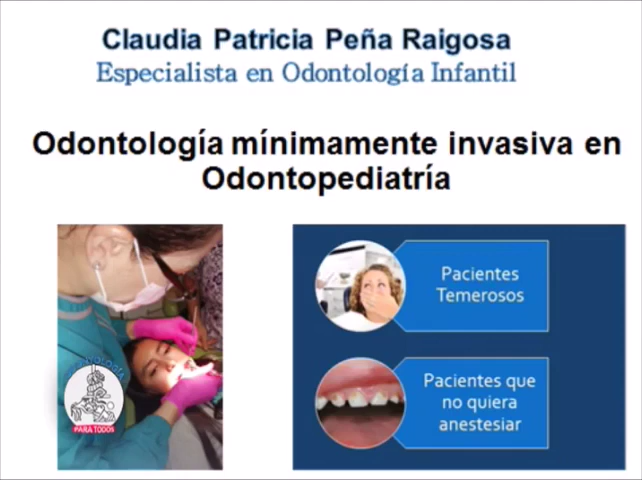 Claudia Patricia Peña Raigosa
Especialista en Odontología Infantil
Odontología mínimamente invasiva en
Odontopediatría
Pacientes
Temerosos
Pacientes que
no quiera
anestesiar
ODONTOLOGÍA
PARA TODOS